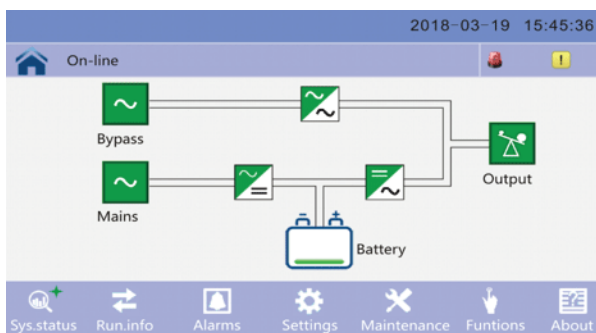 2018-03-19 15:45:36
On-line
Bypass
Mains
Output
Battery
Sys.status Run.info Alarms Settings Maintenance Funtions About